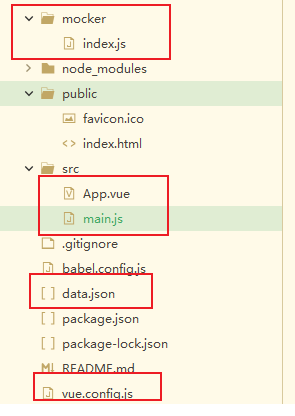 mocker
index.js
node_modules
public
favicon.ico
index.html
src
App.vue
main.js
.gitignore
babel.config.js
data.json
package.json
package-lock.json
README.md
vue.config.js